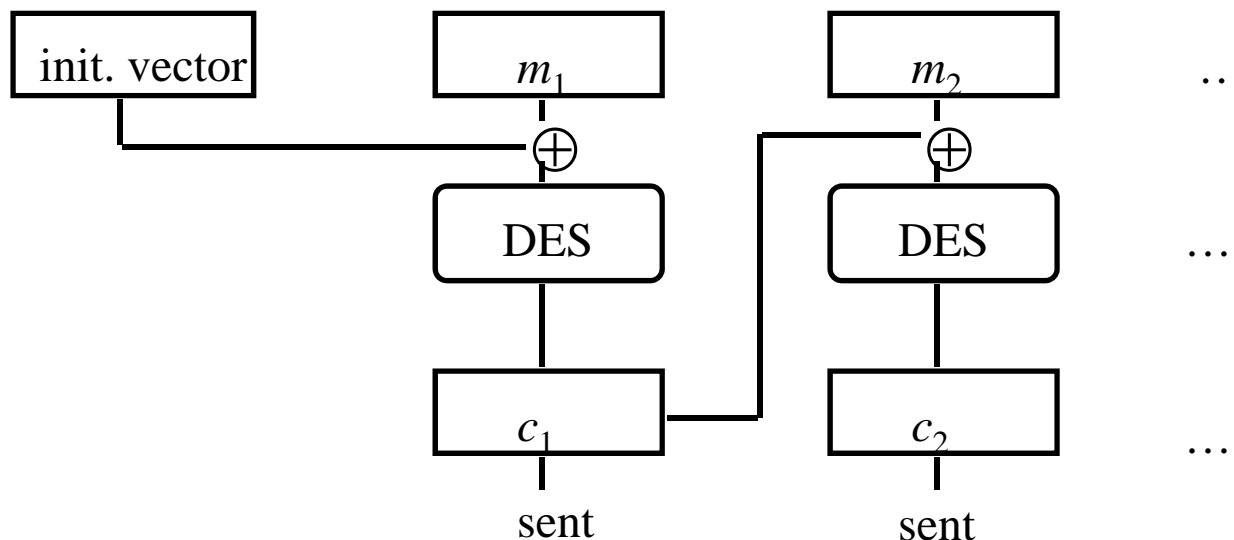 init. vector m₁ m₂ ..
DES DES ...
c₁ c₂ ...
sent sent